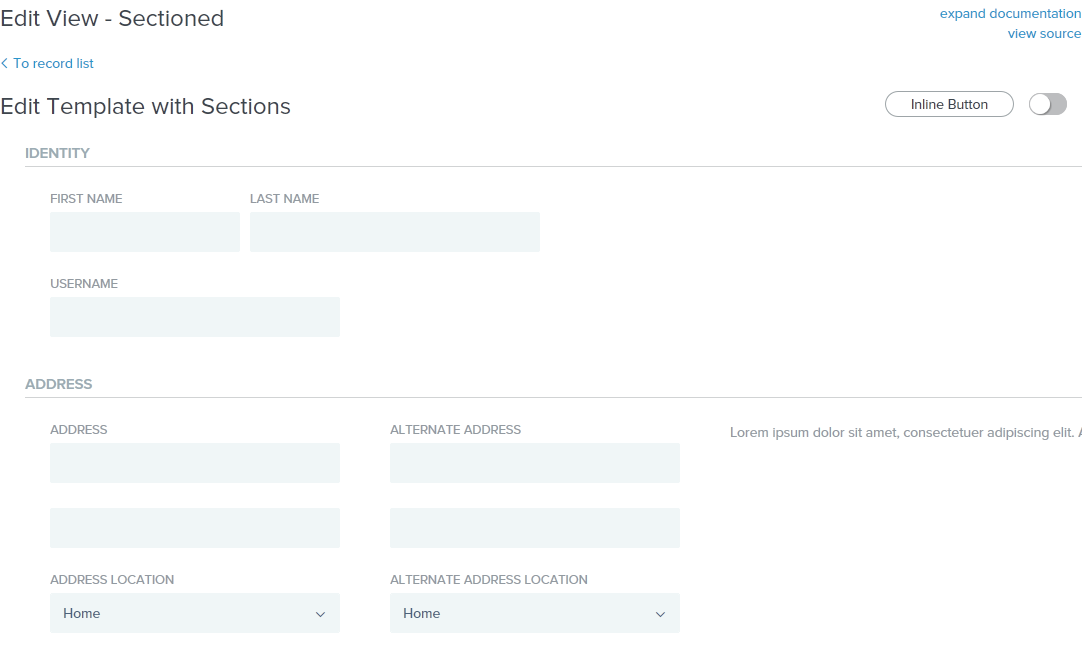 Edit View - Sectioned
expand documentation
view source
To record list
Edit Template with Sections
Inline Button
IDENTITY
FIRST NAME
LAST NAME
USERNAME
ADDRESS
ADDRESS
ALTERNATE ADDRESS
Lorem ipsum dolor sit amet, consectetuer adipiscing elit.
ADDRESS LOCATION
ALTERNATE ADDRESS LOCATION
Home
Home